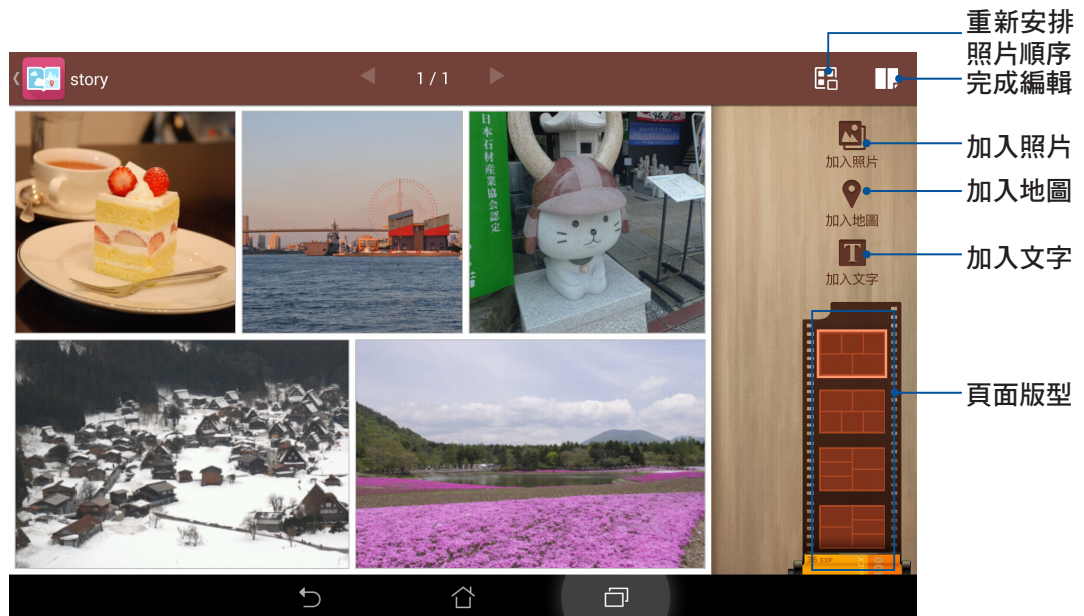 重新安排
照片順序
完成編輯
story
1 / 1
加入照片
加入照片
加入地圖
加入地圖
加入文字
T
加入文字
日本石材産業協会認定
頁面版型
EXP